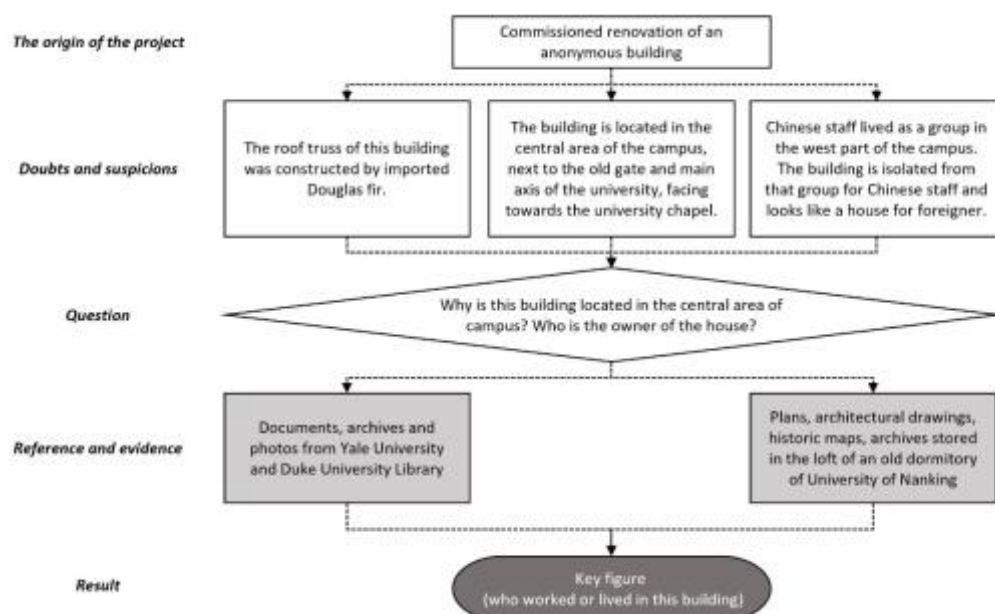 The origin of the project
Commissioned renovation of an
anonymous building
Doubts and suspicions
The roof truss of this building
was constructed by imported
Douglas fir.
The building is located in the
central area of the campus,
next to the old gate and main
axis of the university, facing
towards the university chapel.
Chinese staff lived as a group in
the west part of the campus.
The building is isolated from
that group for Chinese staff and
looks like a house for foreigner.
Question
Why is this building located in the central area of
campus? Who is the owner of the house?
Reference and evidence
Documents, archives and
photos from Yale University
and Duke University Library
Plans, architectural drawings,
historic maps, archives stored
in the loft of an old dormitory
of University of Nanking
Result
Key figure
(who worked or lived in this building)